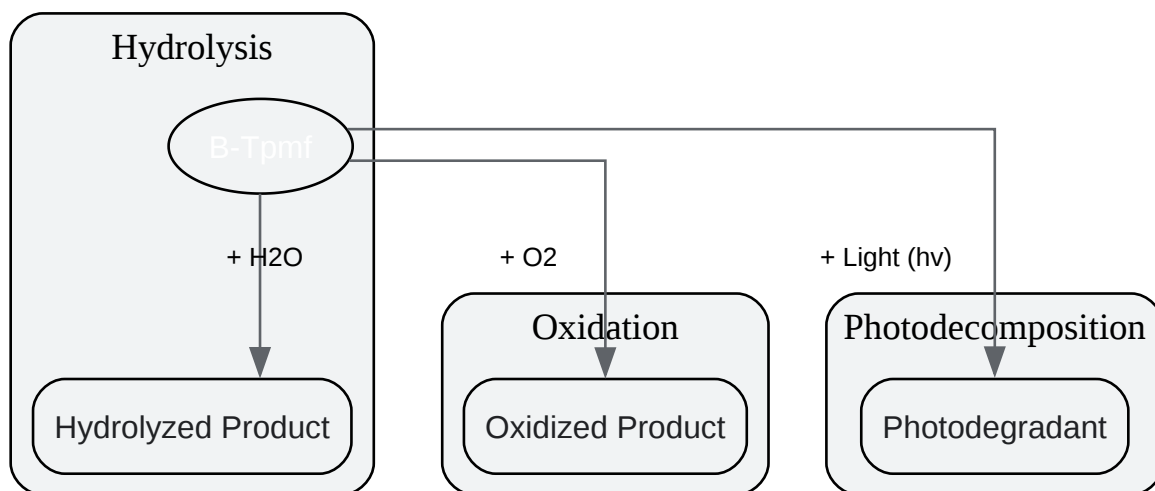 Hydrolysis
B-Tpmf
+ H2O
+ O2
+ Light (hv)
Oxidation
Photodecomposition
Hydrolyzed Product
Oxidized Product
Photodegradant